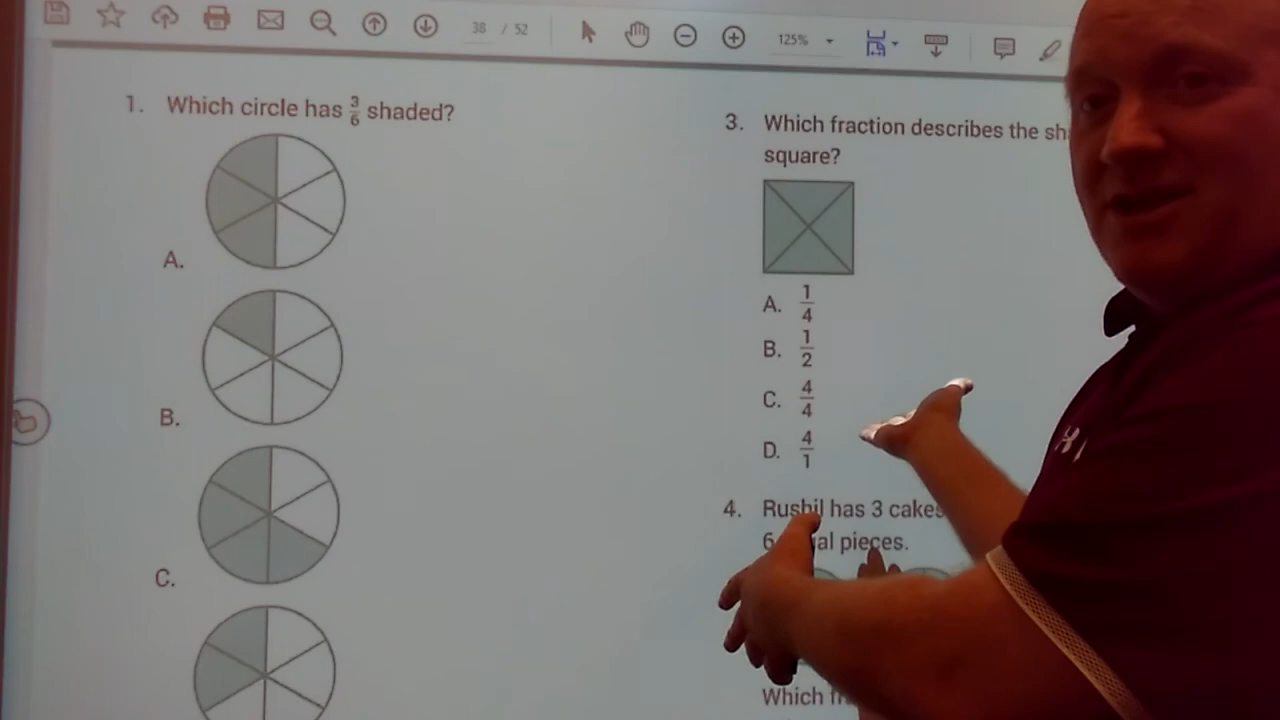 38 / 52
125%
1. Which circle has 3/6 shaded?
A.
B.
C.
3. Which fraction describes the
square?
A. 1/4
B. 1/2
C. 4/4
D. 4/1
4. Rushil has 3 cakes
pieces.
Which